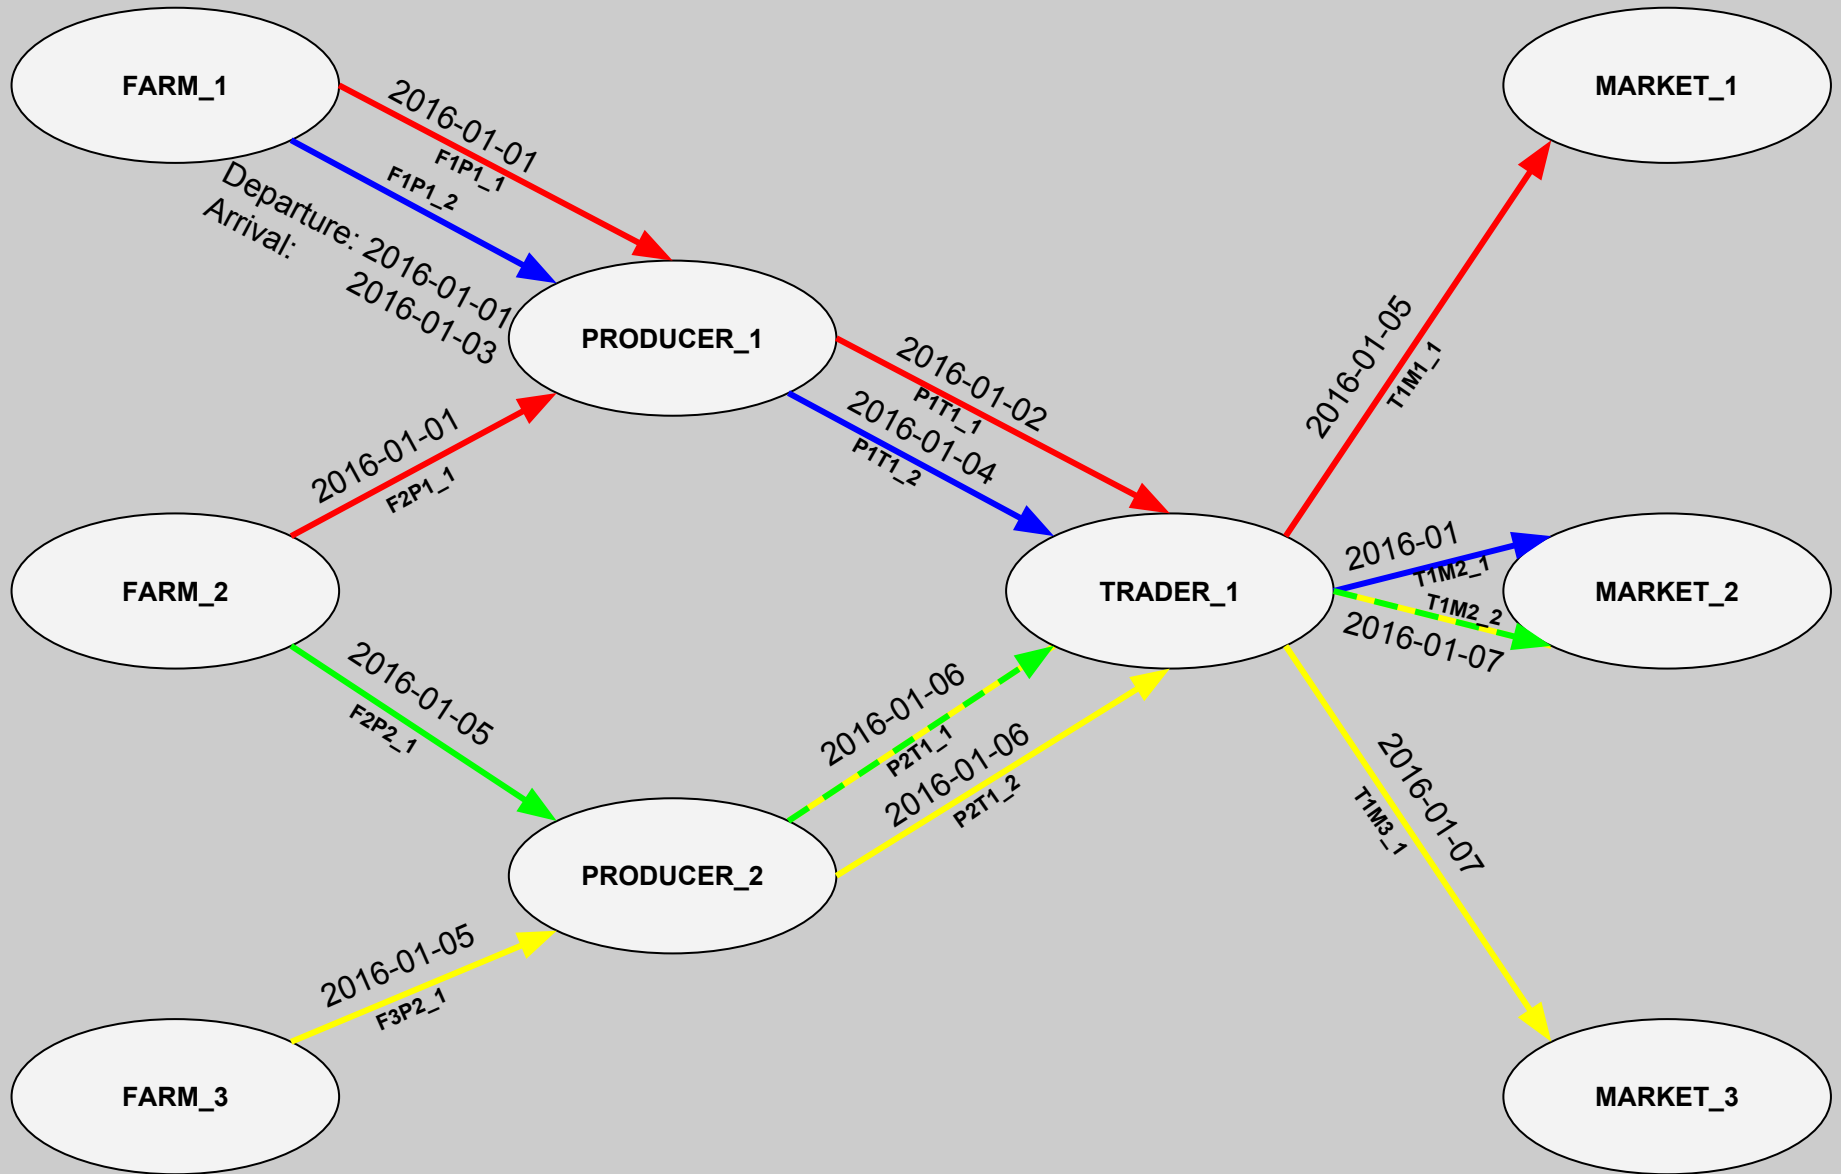 FARM_1
MARKET_1
2016-01-01
F1P1_1
F1P1_2
Departure: 2016-01-01
Arrival:
2016-01-03
PRODUCER_1
2016-01-02
P1T1_1
2016-01-04
P1T1_2
2016-01-05
T1M1_1
2016-01-01
F2P1_1
FARM_2
TRADER_1
2016-01
T1M2_1
T1M2_2
2016-01-07
MARKET_2
2016-01-05
F2P2_1
2016-01-06
P2T1_1
2016-01-06
P2T1_2
2016-01-07
T1M3_1
PRODUCER_2
2016-01-05
F3P2_1
FARM_3
MARKET_3